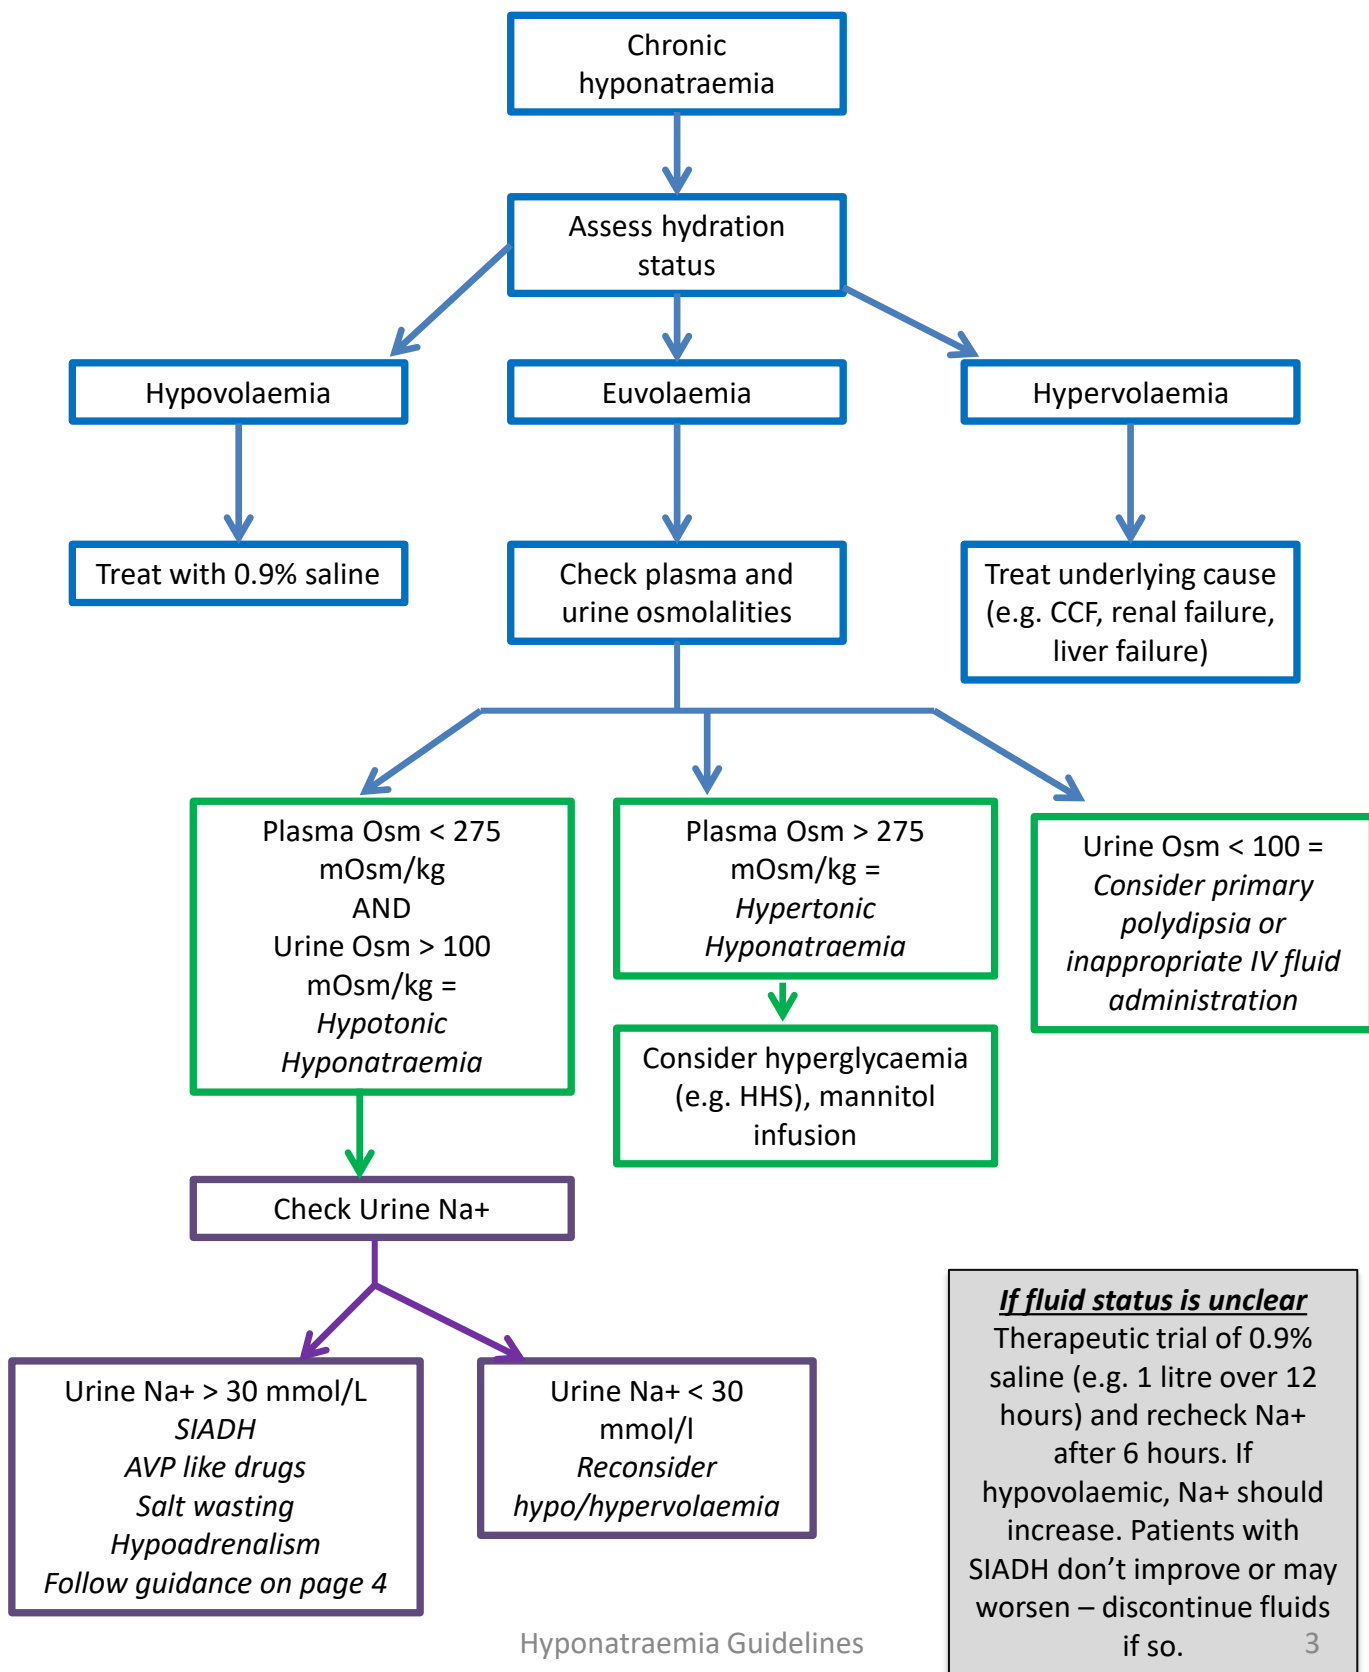 Chronic
hyponatraemia
Assess hydration
status
Hypovolaemia
Euvolaemia
Hypervolaemia
Treat with 0.9% saline
Check plasma and
urine osmolalities
Treat underlying cause
(e.g. CCF, renal failure,
liver failure)
Plasma Osm < 275
mOsm/kg
AND
Urine Osm > 100
mOsm/kg =
Hypotonic
Hyponatraemia
Plasma Osm > 275
mOsm/kg =
Hypertonic
Hyponatraemia
Urine Osm < 100 =
Consider primary
polydipsia or
inappropriate IV fluid
administration
Consider hyperglycaemia
(e.g. HHS), mannitol
infusion
Check Urine Na+
Urine Na+ > 30 mmol/L
SIADH
AVP like drugs
Salt wasting
Hypoadrenalism
Follow guidance on page 4
Urine Na+ < 30
mmol/l
Reconsider
hypo/hypervolaemia
If fluid status is unclear
Therapeutic trial of 0.9%
saline (e.g. 1 litre over 12
hours) and recheck Na+
after 6 hours. If
hypovolaemic, Na+ should
increase. Patients with
SIADH don’t improve or may
worsen – discontinue fluids
if so.
Hyponatraemia Guidelines
3